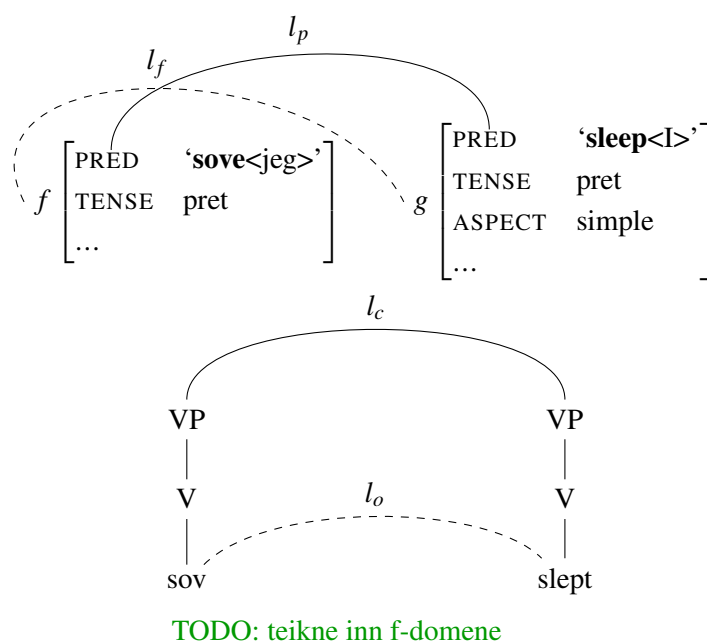 l_p
l_f
PRED ‘sove<jeg>’
f TENSE pret
...
PRED ‘sleep<I>’
g TENSE pret
ASPECT simple
...
l_c
VP VP
V V
l_o
sov slept
TODO: teikne inn f-domene